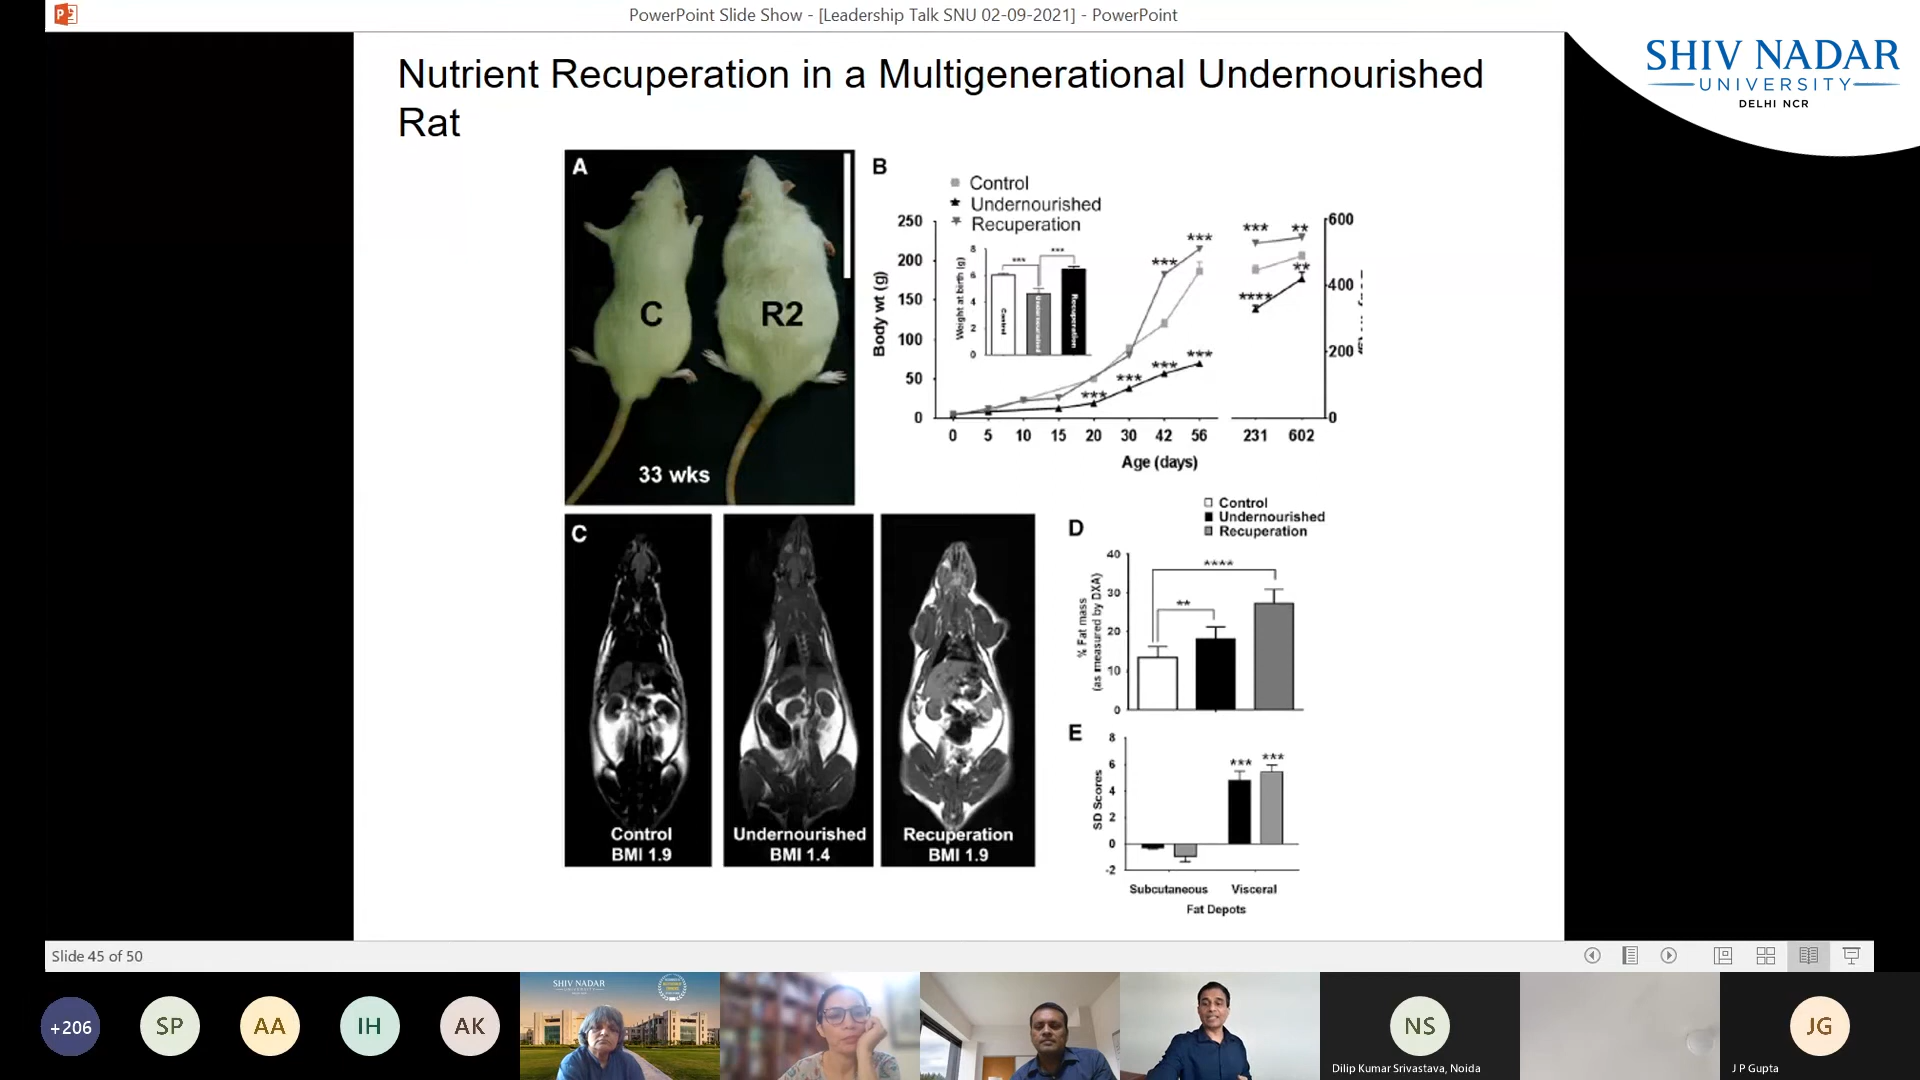 PowerPoint Slide Show - [Leadership Talk SNU 02-09-2021] - PowerPoint
SHIV NADAR
UNIVERSITY
DELHI NCR
Nutrient Recuperation in a Multigenerational Undernourished
Rat
A
C
R2
33 wks
B
Control
Undernourished
Recuperation
250
200
150
100
50
0
Body wt (g)
8
6
4
2
0
Weight at birth (g)
Control
Undernourished
Recuperation
***
***
***
***
***
***
***
***
0 5 10 15 20 30 42 56 231 602
Age (days)
***
**
**
****
600
400
200
0
C
Control
BMI 1.9
Undernourished
BMI 1.4
Recuperation
BMI 1.9
Control
Undernourished
Recuperation
D
40
30
20
10
0
% Fat mass
(as measured by DXA)
****
**
E
8
6
4
2
0
-2
SD Scores
***
***
Subcutaneous Visceral
Fat Depots
Slide 45 of 50
+206
SP
AA
IH
AK
SHIV NADAR
NS
Dilip Kumar Srivastava, Noida
JG
J P Gupta